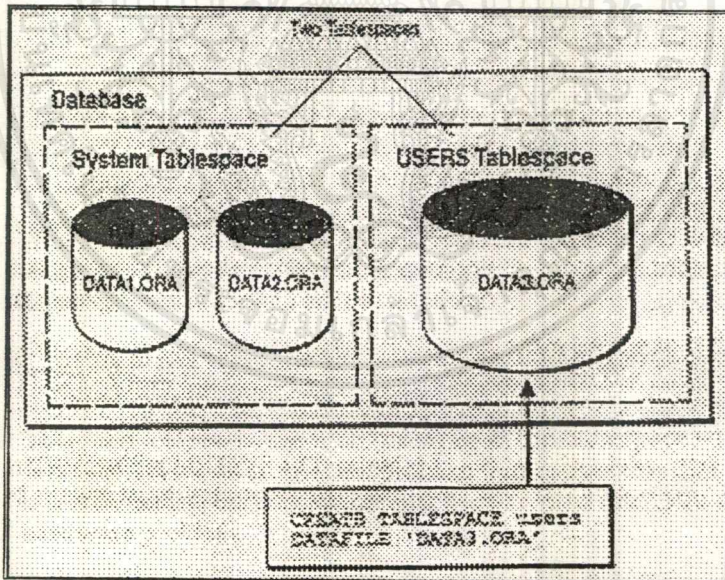 Two Tablespaces
Database
System Tablespace
USERS Tablespace
DATA1.ORA
DATA2.ORA
DATA3.ORA
CREATE TABLESPACE users
DATAFILE 'DATA3.ORA'